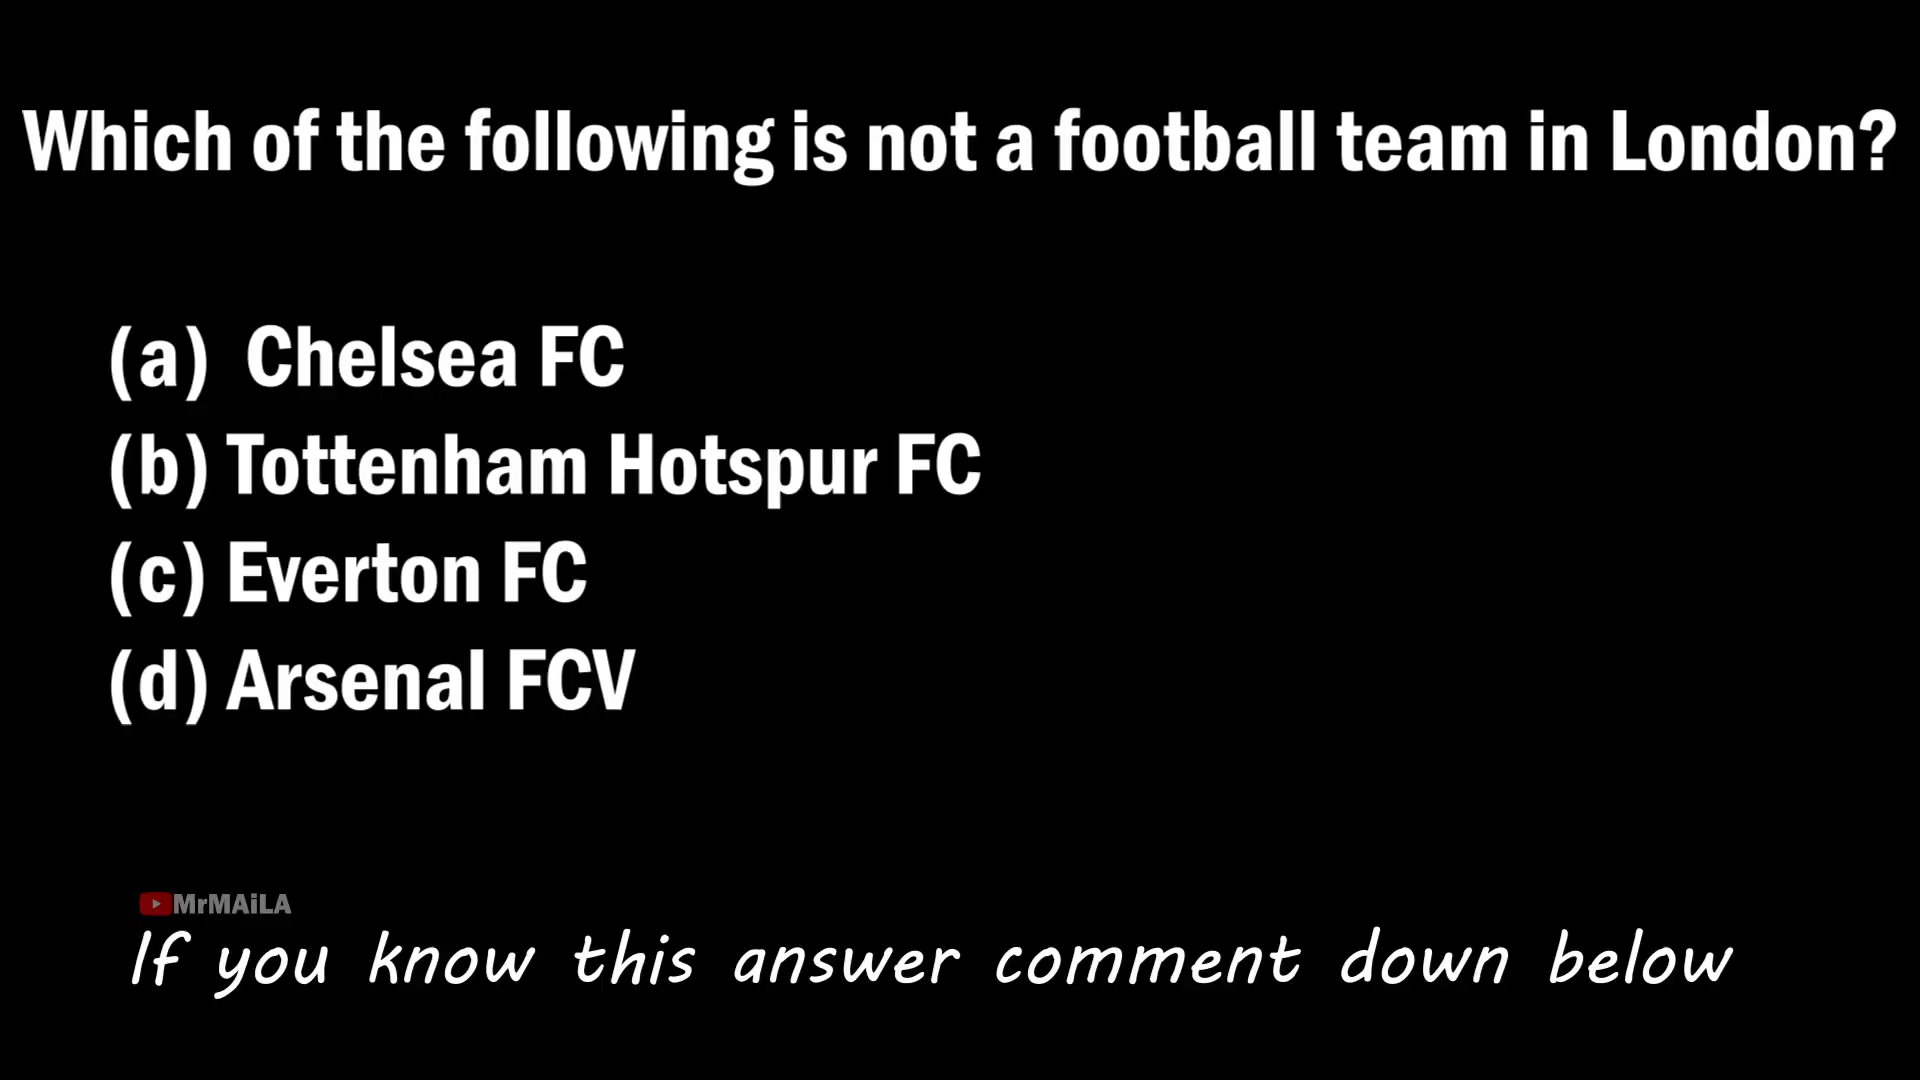 Which of the following is not a football team in London?
(a) Chelsea FC
(b) Tottenham Hotspur FC
(c) Everton FC
(d) Arsenal FCV
MrMAiLA
If you know this answer comment down below